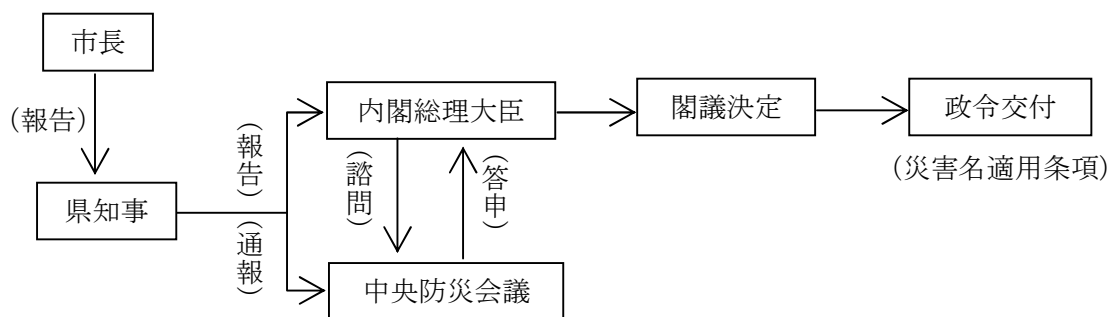 市長
(報告)
県知事
(報告)
(通報)
内閣総理大臣
(諮問)
(答申)
中央防災会議
閣議決定
政令交付
(災害名適用条項)